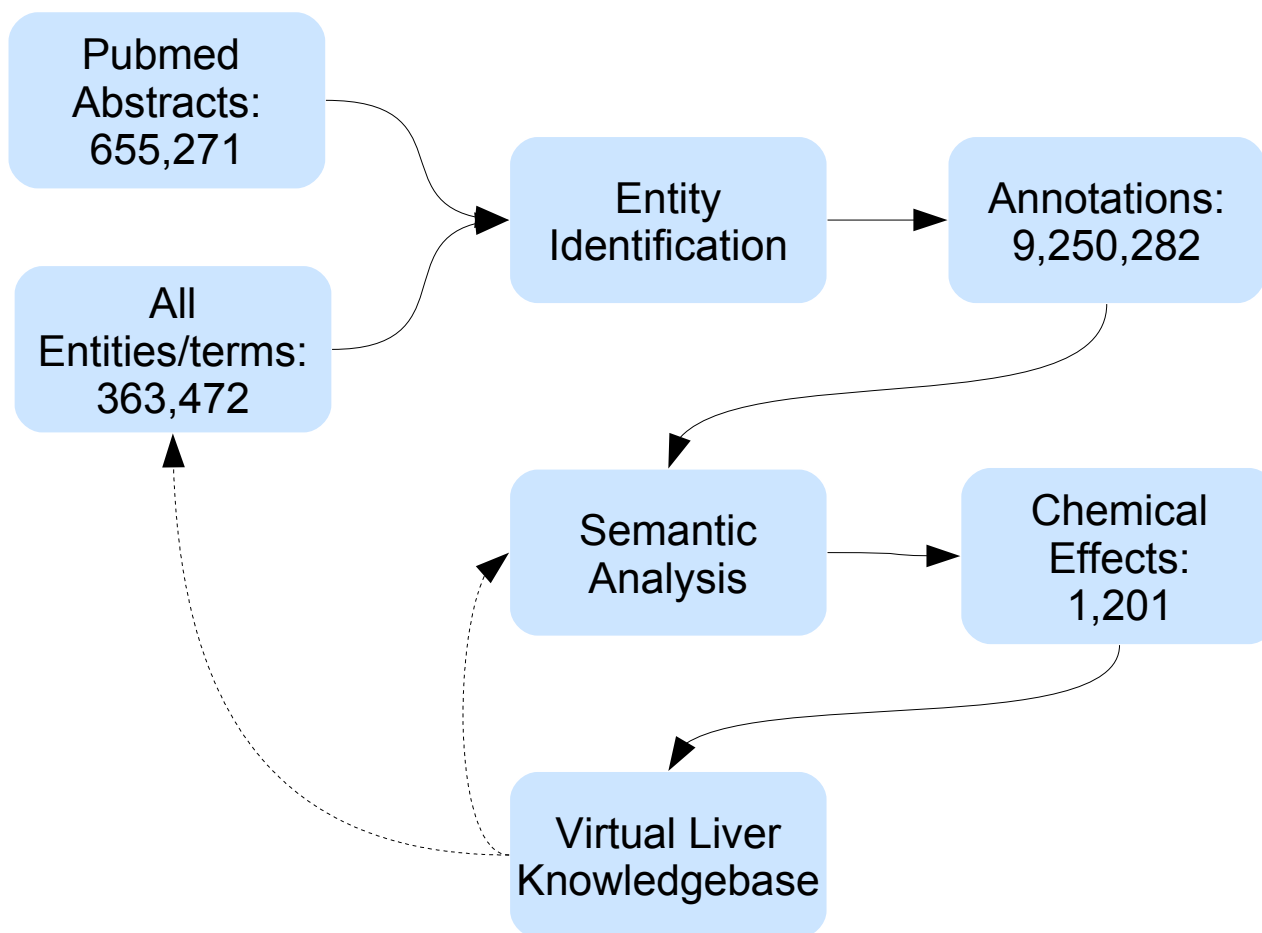 Pubmed
Abstracts:
655,271
Entity
Identification
Annotations:
9,250,282
All
Entities/terms:
363,472
Semantic
Analysis
Chemical
Effects:
1,201
Virtual Liver
Knowledgebase